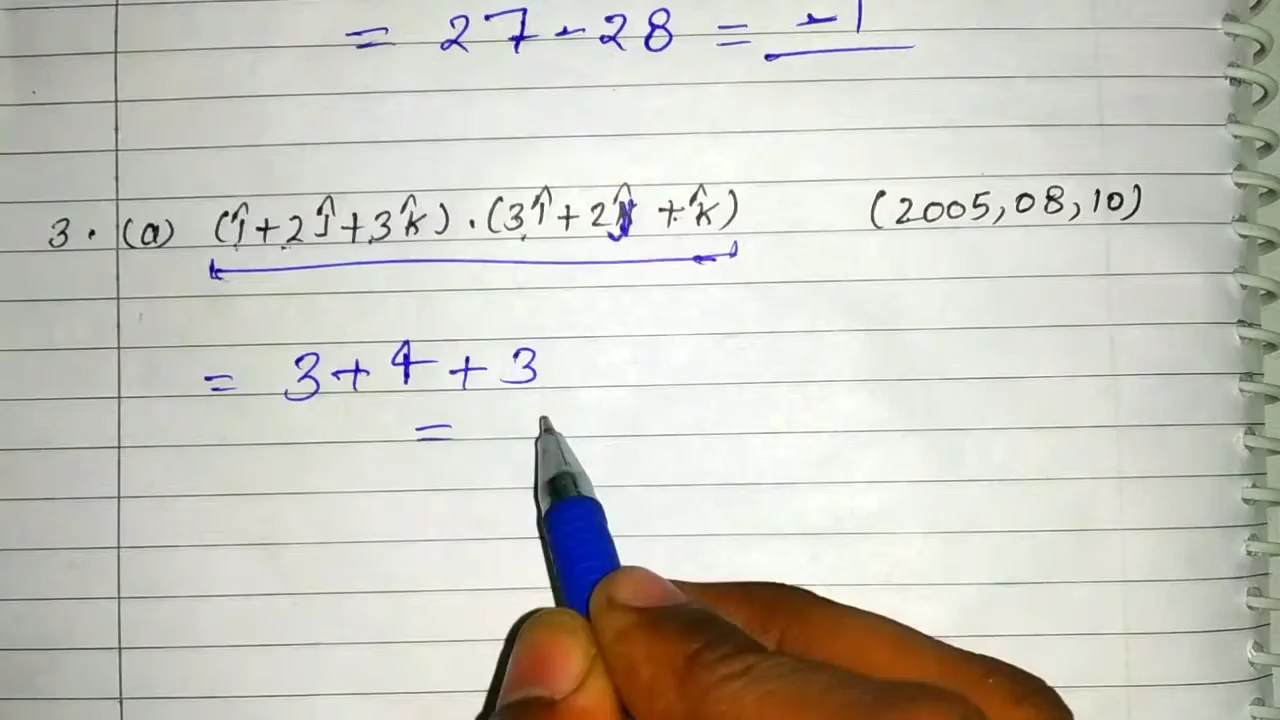 = 27 - 28 = -1
3. (a) (î + 2ĵ + 3k̂) . (3î + 2ĵ + k̂) (2005, 08, 10)
= 3 + 4 + 3
=